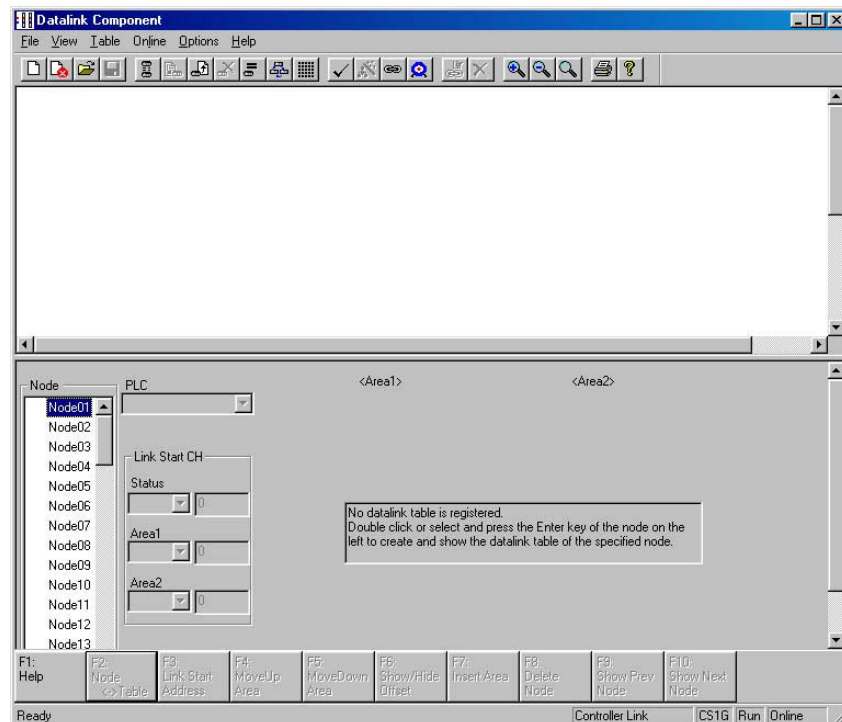 Datalink Component
File View Table Online Options Help
<Area1> <Area2>
Node
Node01
Node02
Node03
Node04
Node05
Node06
Node07
Node08
Node09
Node10
Node11
Node12
Node13
PLC
Link Start CH
Status
0
Area1
0
Area2
0
No datalink table is registered.
Double click or select and press the Enter key of the node on the
left to create and show the datalink table of the specified node.
F1:
Help
F2:
Node
<->Table
F3:
Link Start
Address
F4:
MoveUp
Area
F5:
MoveDown
Area
F6:
Show/Hide
Offset
F7:
Insert Area
F8:
Delete
Node
F9:
Show Prev
Node
F10:
Show Next
Node
Ready Controller Link CS1G Run Online